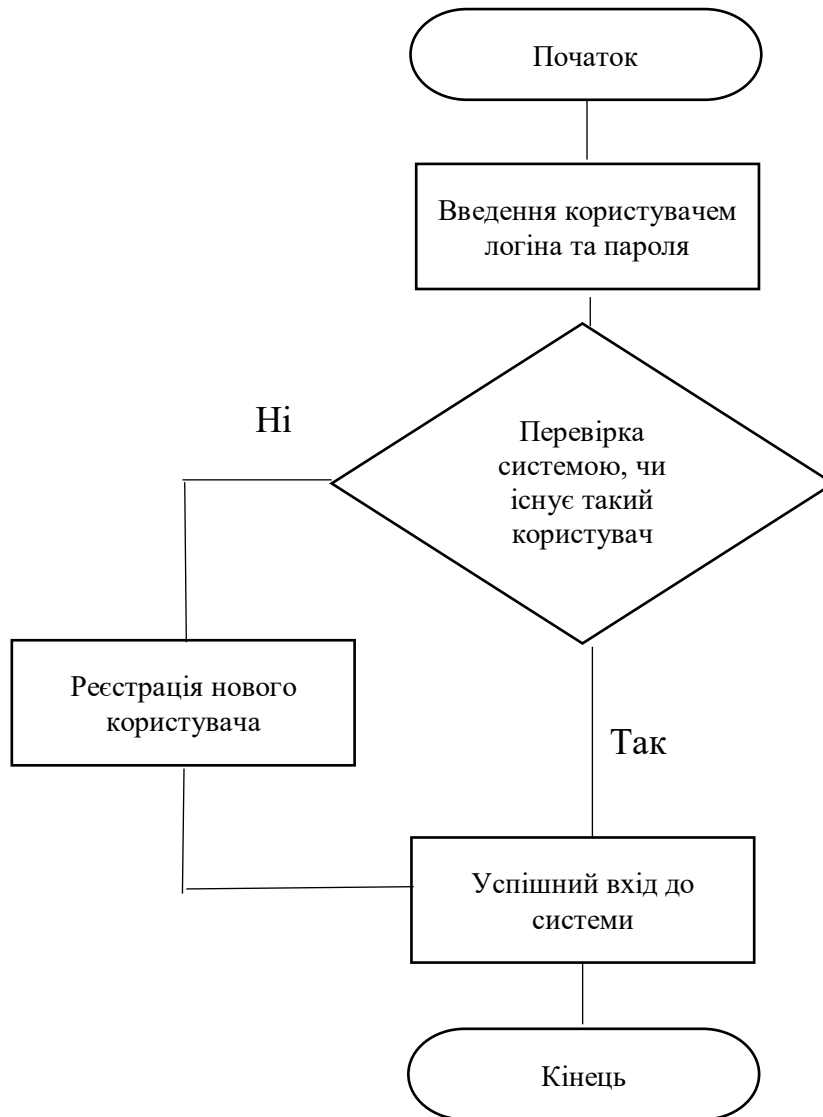 Початок
Введення користувачем
логіна та пароля
Ні
Перевірка
системою, чи
існує такий
користувач
Реєстрація нового
користувача
Так
Успішний вхід до
системи
Кінець